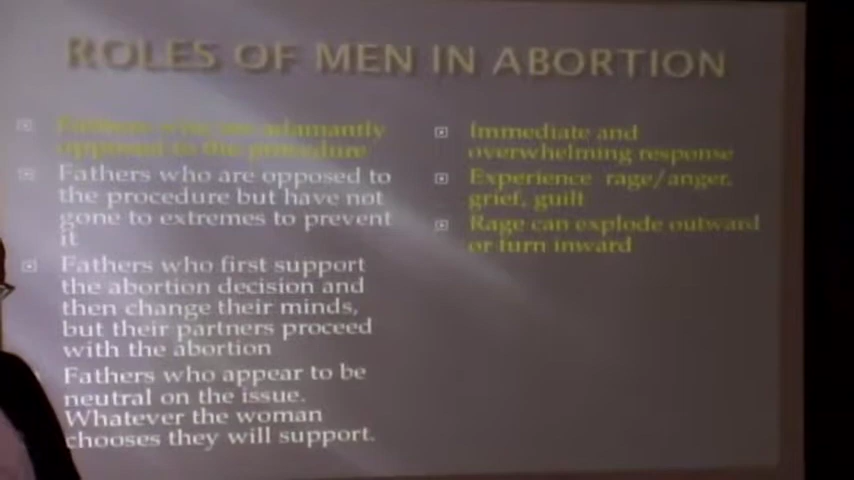 ROLES OF MEN IN ABORTION
Fathers who are adamantly
opposed to the procedure
Fathers who are opposed to
the procedure but have not
gone to extremes to prevent
it
Fathers who first support
the abortion decision and
then change their minds,
but their partners proceed
with the abortion
Fathers who appear to be
neutral on the issue.
Whatever the woman
chooses they will support.
Immediate and
overwhelming response
Experience rage/anger,
grief, guilt
Rage can explode outward
or turn inward